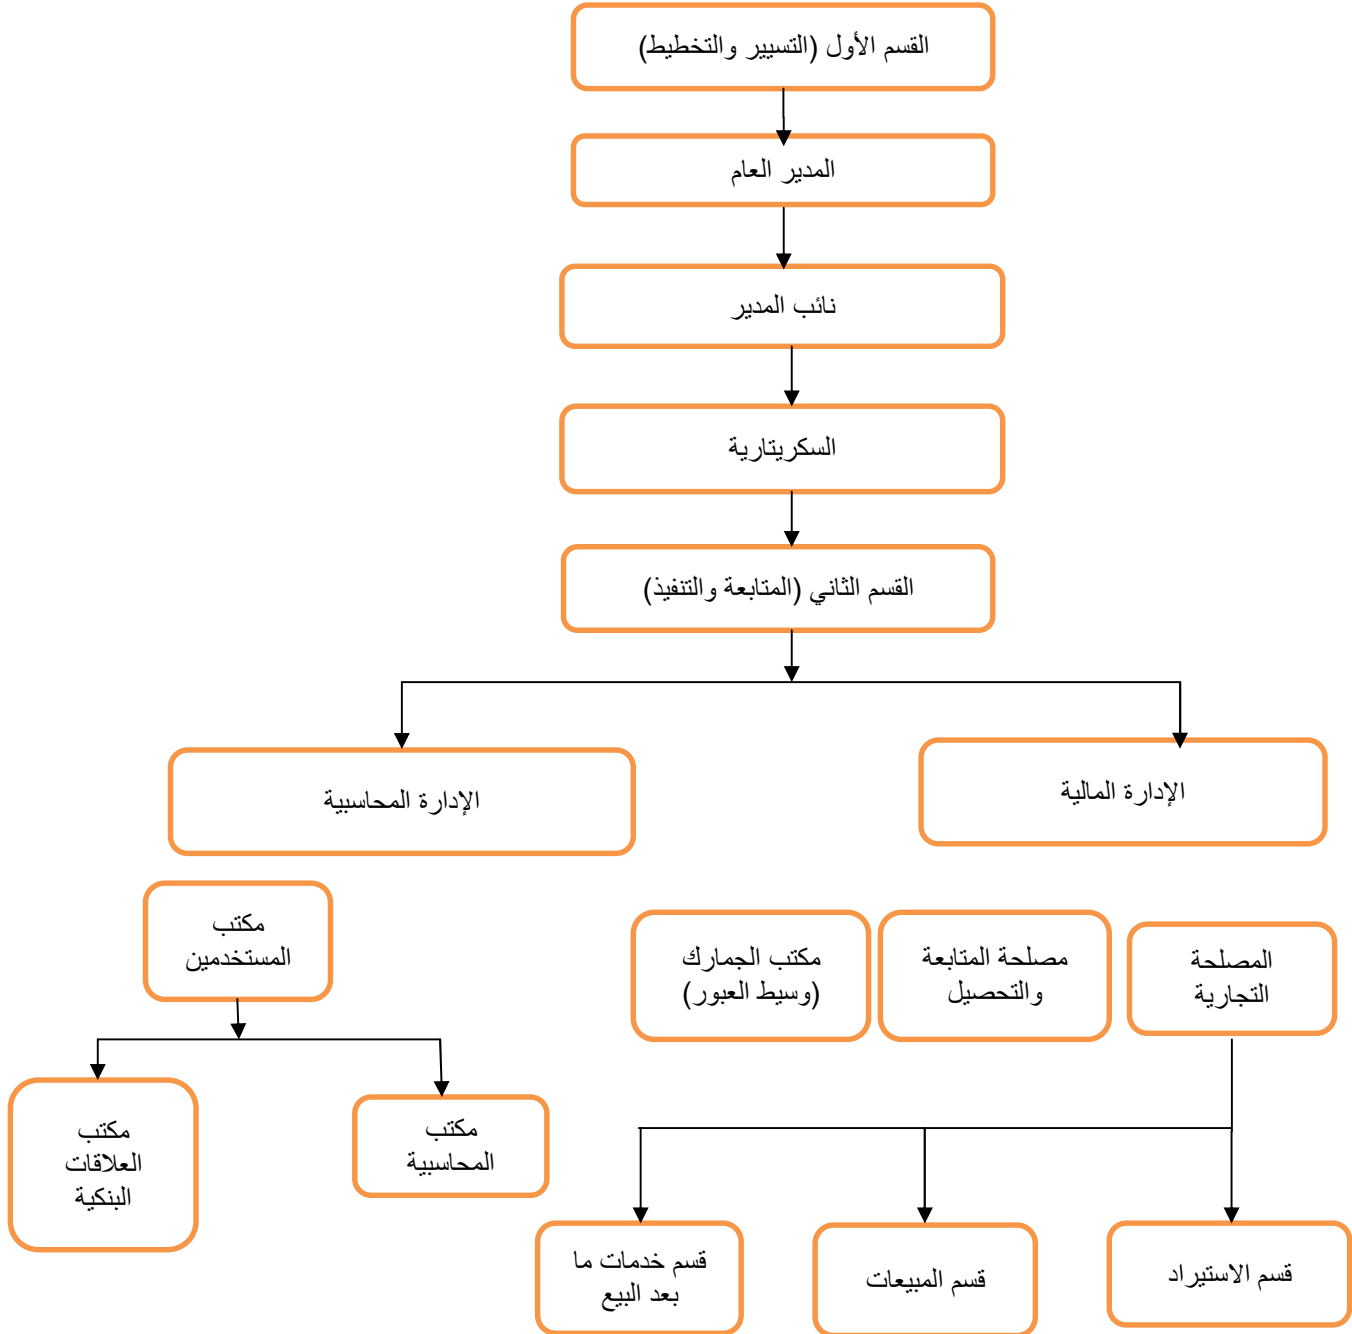 القسم الأول (التسيير والتخطيط)
المدير العام
نائب المدير
السكريتارية
القسم الثاني (المتابعة والتنفيذ)
الإدارة المالية
الإدارة المحاسبية
المصلحة
التجارية
مصلحة المتابعة
والتحصيل
مكتب الجمارك
(وسيط العبور)
مكتب
المستخدمين
مكتب
المحاسبية
مكتب
العلاقات
البنكية
قسم الاستيراد
قسم المبيعات
قسم خدمات ما
بعد البيع